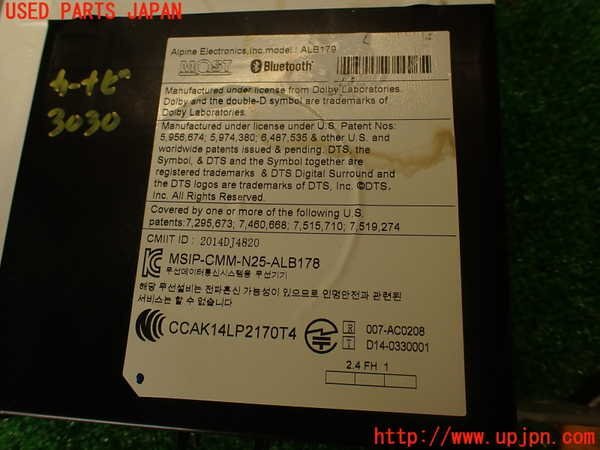 USED PARTS JAPAN
カーナビ
3030
Alpine Electronics,Inc.model: ALB179
MOST Bluetooth®
Manufactured under license from Dolby Laboratories.
Dolby and the double-D symbol are trademarks of
Dolby Laboratories.
Manufactured under license under U.S. Patent Nos:
5,956,674; 5,974,380; 6,487,535 & other U.S. and
worldwide patents issued & pending. DTS, the
Symbol, & DTS and the Symbol together are
registered trademarks & DTS Digital Surround and
the DTS logos are trademarks of DTS, Inc. ©DTS,
Inc. All Rights Reserved.
Covered by one or more of the following U.S.
patents:7,295,673; 7,460,668; 7,515,710; 7,519,274
CMIIT ID : 2014DJ4820
MSIP-CMM-N25-ALB178
무선데이터통신시스템용 무선기기
해당 무선설비는 전파혼신 가능성이 있으므로 인명안전과 관련된
서비스는 할 수 없음
CCAK14LP2170T4
R 007-AC0208
T D14-0330001
2.4 FH 1
http://www.upjpn.com